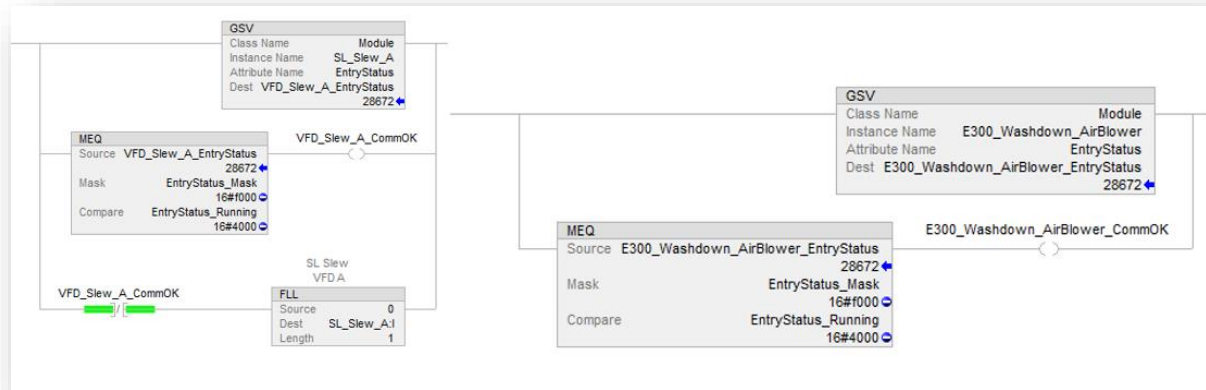 GSV
Class Name Module
Instance Name SL_Slew_A
Attribute Name EntryStatus
Dest VFD_Slew_A_EntryStatus
28672
MEQ
Source VFD_Slew_A_EntryStatus
28672
Mask EntryStatus_Mask
16#f000
Compare EntryStatus_Running
16#4000
VFD_Slew_A_CommOK
VFD_Slew_A_CommOK
SL Slew
VFD A
FLL
Source 0
Dest SL_Slew_A:I
Length 1
GSV
Class Name Module
Instance Name E300_Washdown_AirBlower
Attribute Name EntryStatus
Dest E300_Washdown_AirBlower_EntryStatus
28672
MEQ
Source E300_Washdown_AirBlower_EntryStatus
28672
Mask EntryStatus_Mask
16#f000
Compare EntryStatus_Running
16#4000
E300_Washdown_AirBlower_CommOK